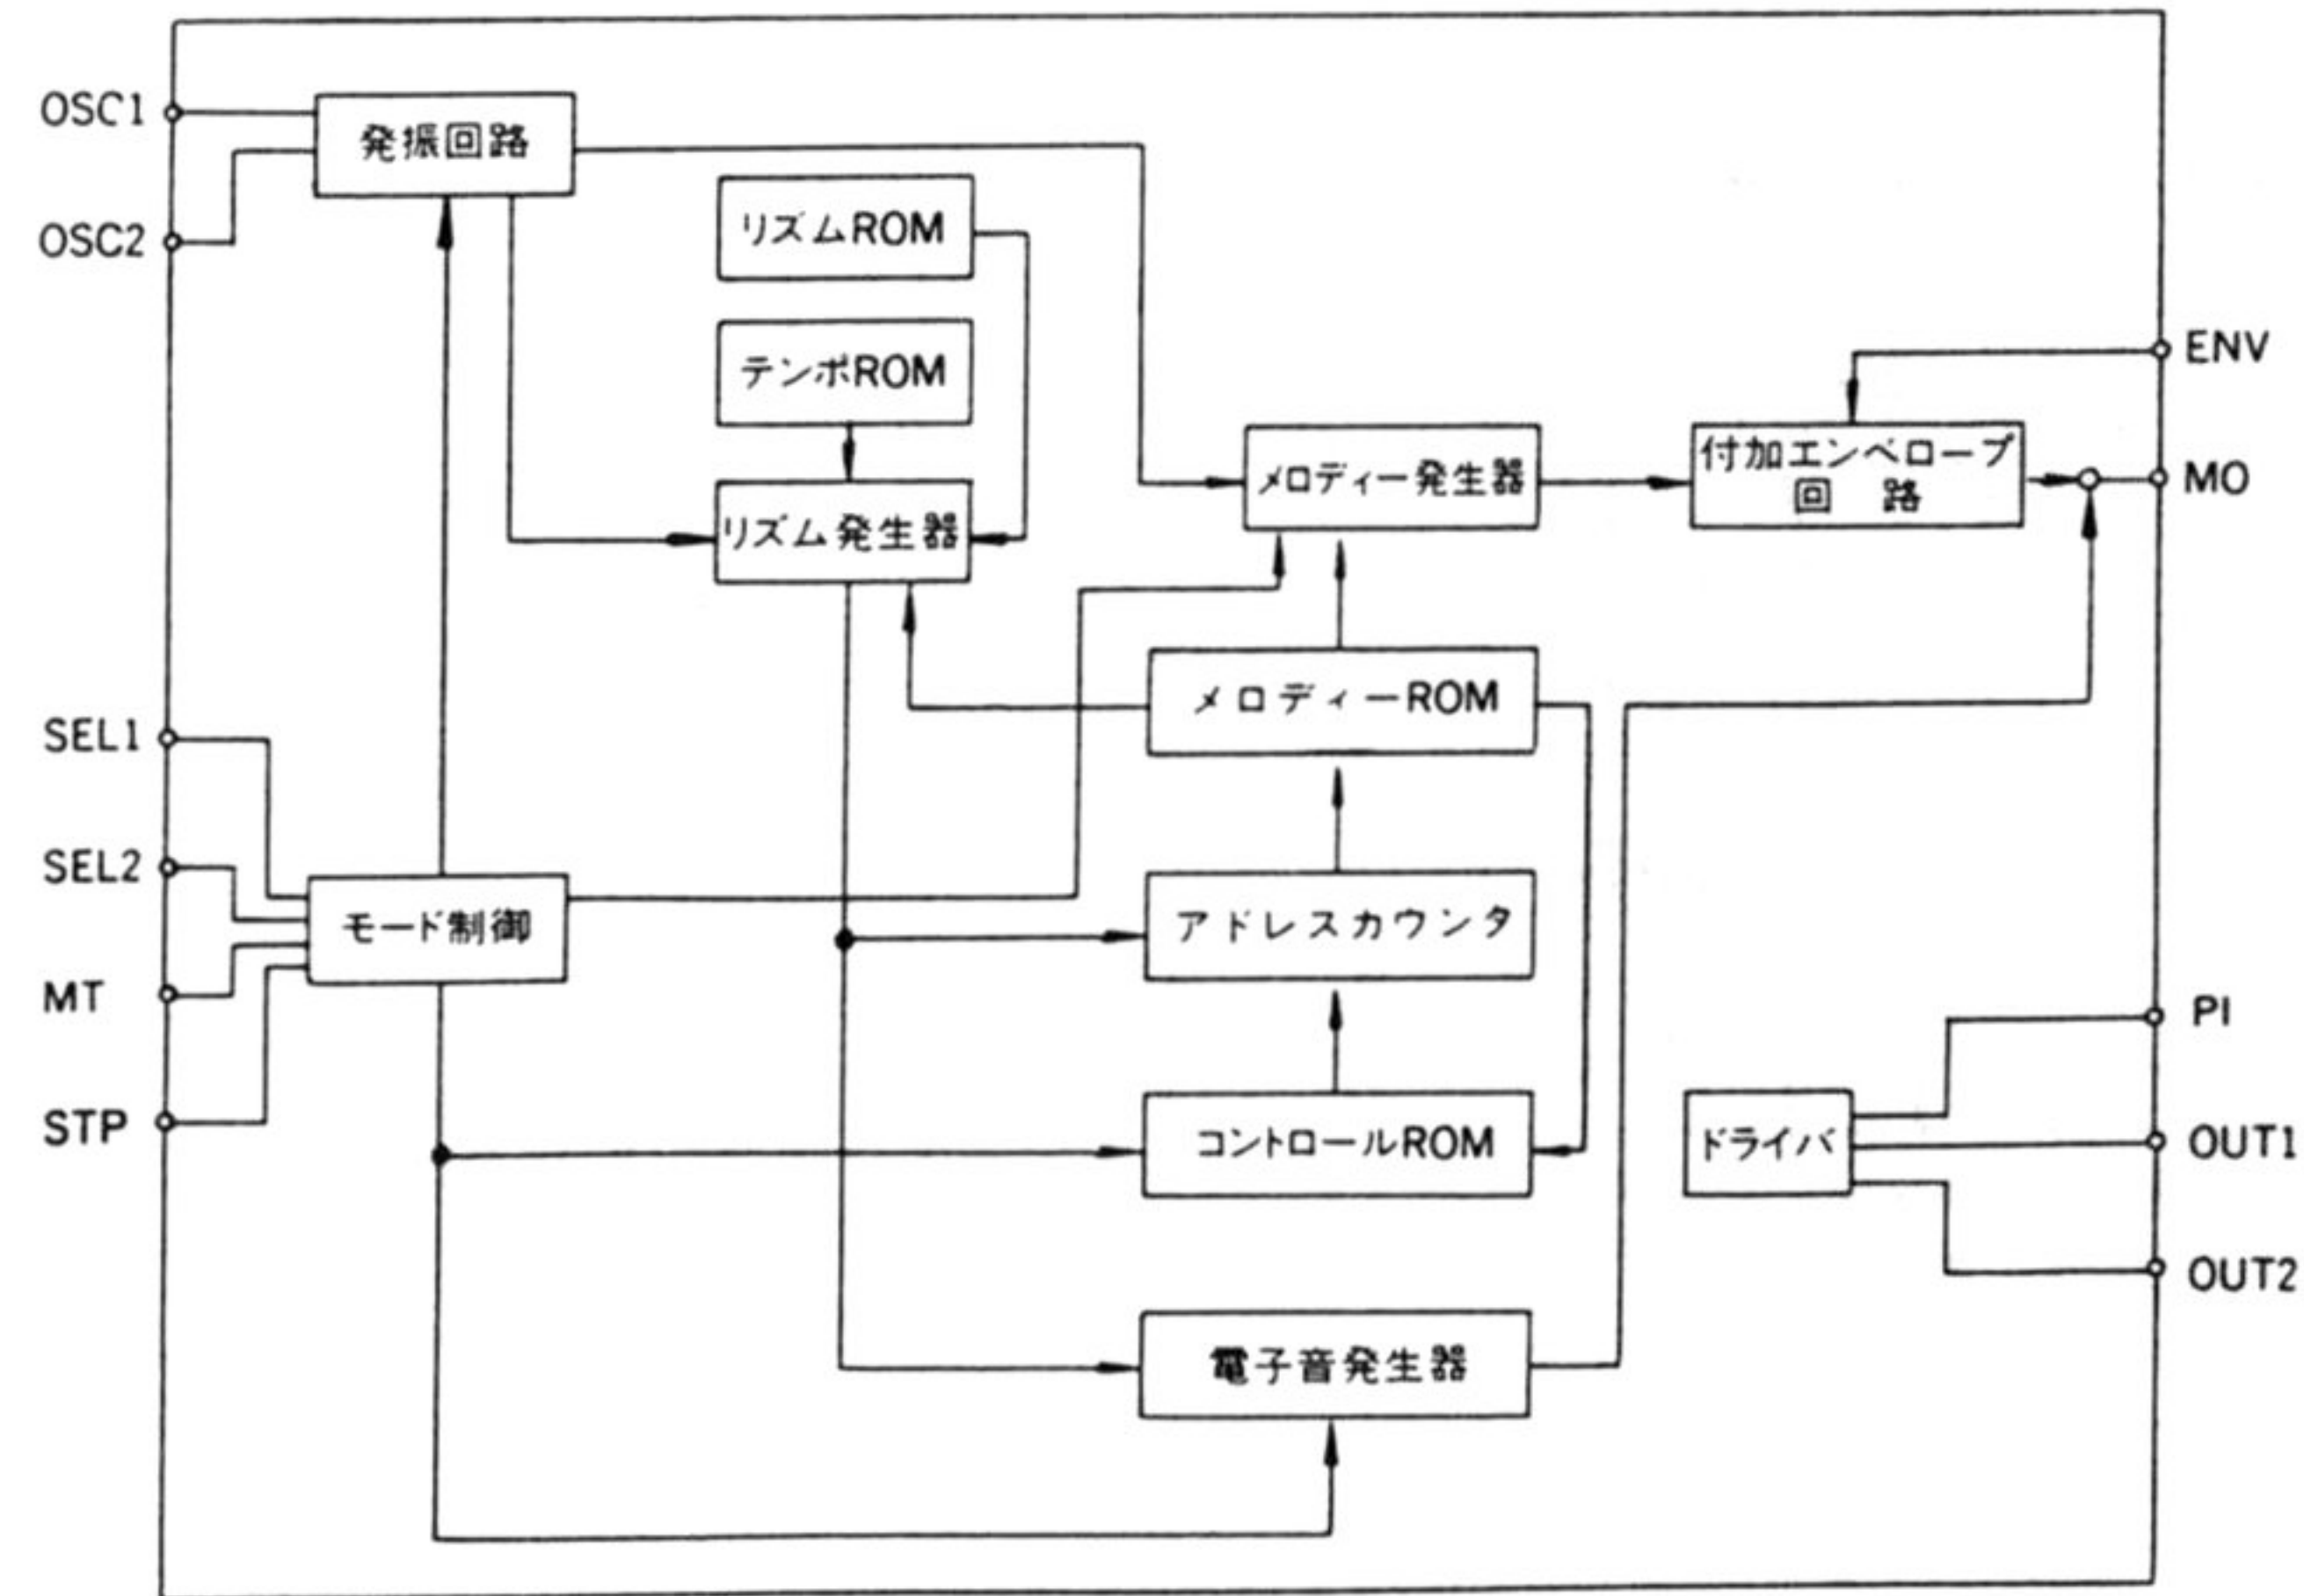 OSC1
発振回路
OSC2
リズムROM
テンポROM
ENV
メロディー発生器
付加エンベロープ
回 路
MO
リズム発生器
メロディーROM
SEL1
SEL2
モード制御
アドレスカウンタ
MT
PI
STP
コントロールROM
ドライバ
OUT1
OUT2
電子音発生器